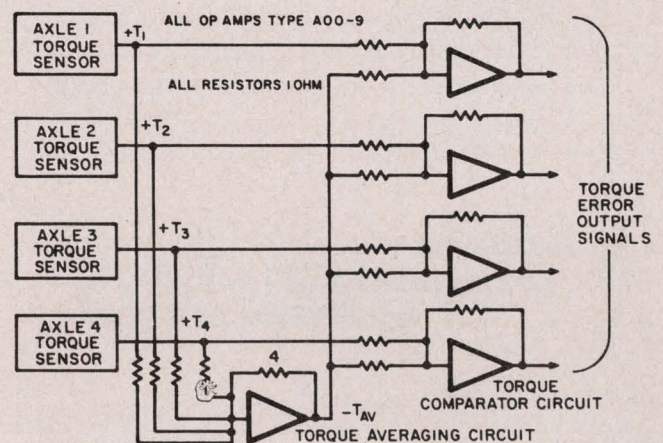 ALL OP AMPS TYPE A00-9
AXLE 1
TORQUE
SENSOR
+T1
ALL RESISTORS 1 OHM
AXLE 2
TORQUE
SENSOR
+T2
AXLE 3
TORQUE
SENSOR
+T3
AXLE 4
TORQUE
SENSOR
+T4
4
-TAV
TORQUE AVERAGING CIRCUIT
TORQUE
COMPARATOR CIRCUIT
TORQUE
ERROR
OUTPUT
SIGNALS